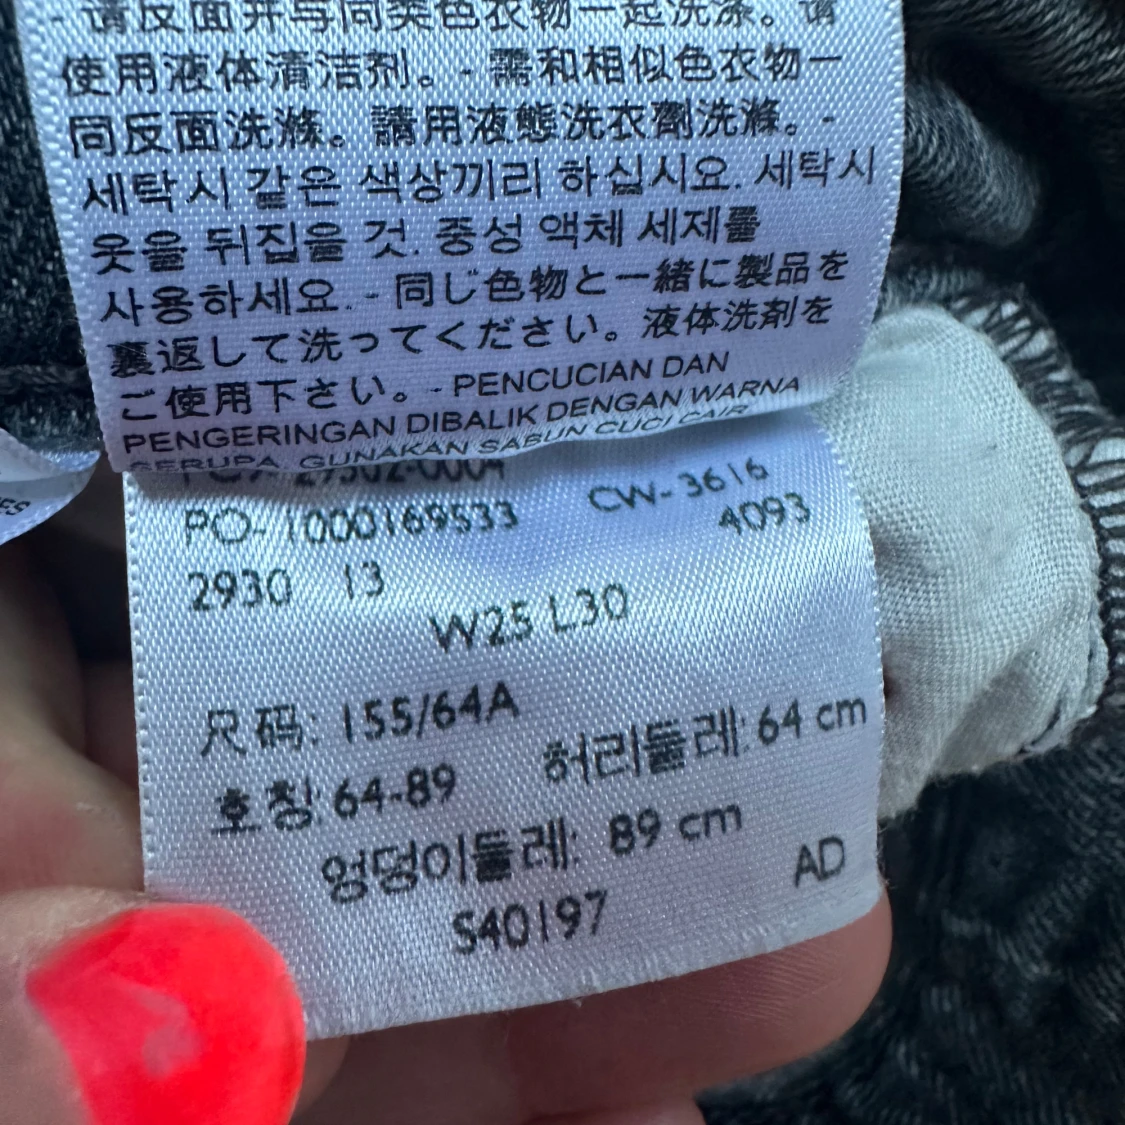 - 请反面并与同类色衣物一起洗涤。请
使用液体清洁剂。- 需和相似色衣物一
同反面洗滌。請用液態洗衣劑洗滌。-
세탁시 같은 색상끼리 하십시요. 세탁시
옷을 뒤집을 것. 중성 액체 세제를
사용하세요. - 同じ色物と一緒に製品を
裏返して洗ってください。液体洗剤を
ご使用下さい。- PENCUCIAN DAN
PENGERINGAN DIBALIK DENGAN WARNA
SERUPA. GUNAKAN SABUN CUCI CAIR
29502-0004
PO- 1000169533 CW- 3616
4093
2930 13
W25 L30
尺码: 155/64A
허리둘레: 64 cm
호칭: 64-89
엉덩이둘레: 89 cm
AD
S40197